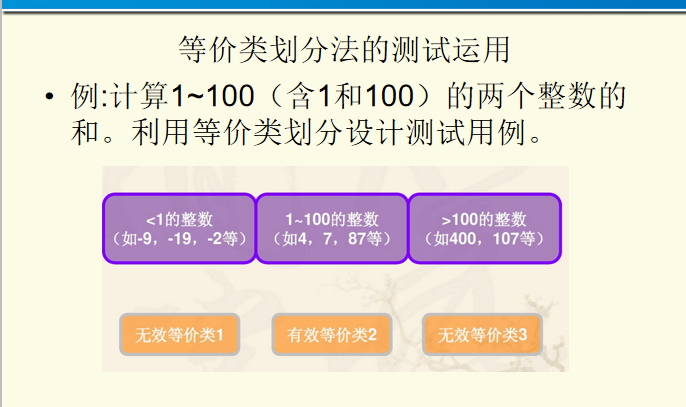 等价类划分法的测试运用
• 例:计算1~100（含1和100）的两个整数的
和。利用等价类划分设计测试用例。
<1的整数
（如-9，-19，-2等）
1~100的整数
（如4，7，87等）
>100的整数
（如400，107等）
无效等价类1
有效等价类2
无效等价类3